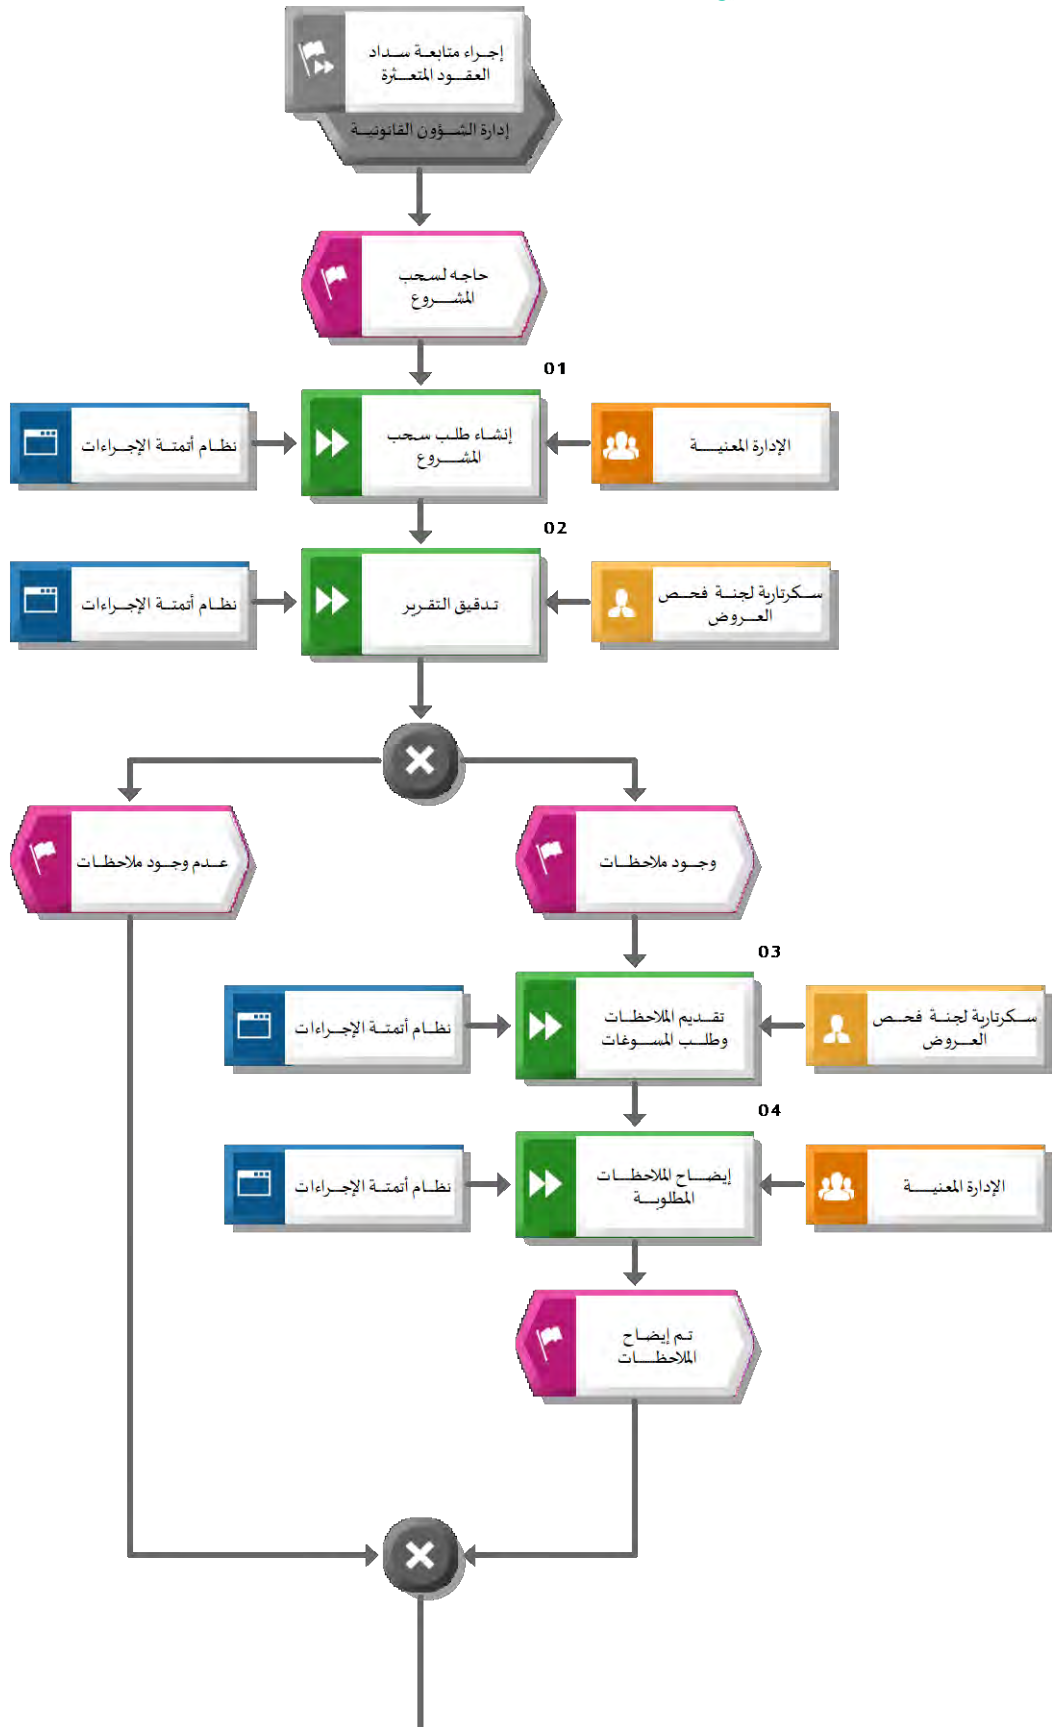 إجراء متابعة سداد
العقود المتعثرة
إدارة الشؤون القانونية
حاجه لسحب
المشروع
01
الإدارة المعنية
إنشاء طلب سحب
المشروع
نظام أتمتة الإجراءات
02
سكرتارية لجنة فحص
العروض
تدقيق التقرير
نظام أتمتة الإجراءات
وجود ملاحظات
عدم وجود ملاحظات
03
سكرتارية لجنة فحص
العروض
تقديم الملاحظات
وطلب المسوغات
نظام أتمتة الإجراءات
04
الإدارة المعنية
إيضاح الملاحظات
المطلوبة
نظام أتمتة الإجراءات
تم إيضاح
الملاحظات